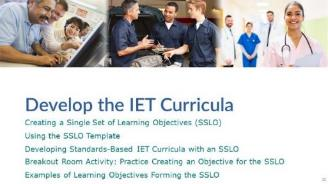 Develop the IET Curricula
Creating a Single Set of Learning Objectives (SSLO)
Using the SSLO Template
Developing Standards-Based IET Curricula with an SSLO
Breakout Room Activity: Practice Creating an Objective for the SSLO
Examples of Learning Objectives Forming the SSLO